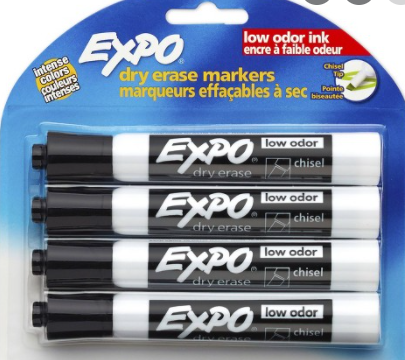 EXPO
low odor ink
encre à faible odeur
intense
colors
couleurs
intenses
dry erase markers
marqueurs effaçables à sec
Chisel
Tip
Pointe
biseautée
EXPO low odor
dry erase chisel
EXPO low odor
dry erase chisel
EXPO low odor
dry erase chisel
EXPO low odor
dry erase chisel